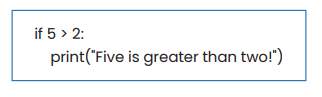 if 5 > 2:
    print("Five is greater than two!")